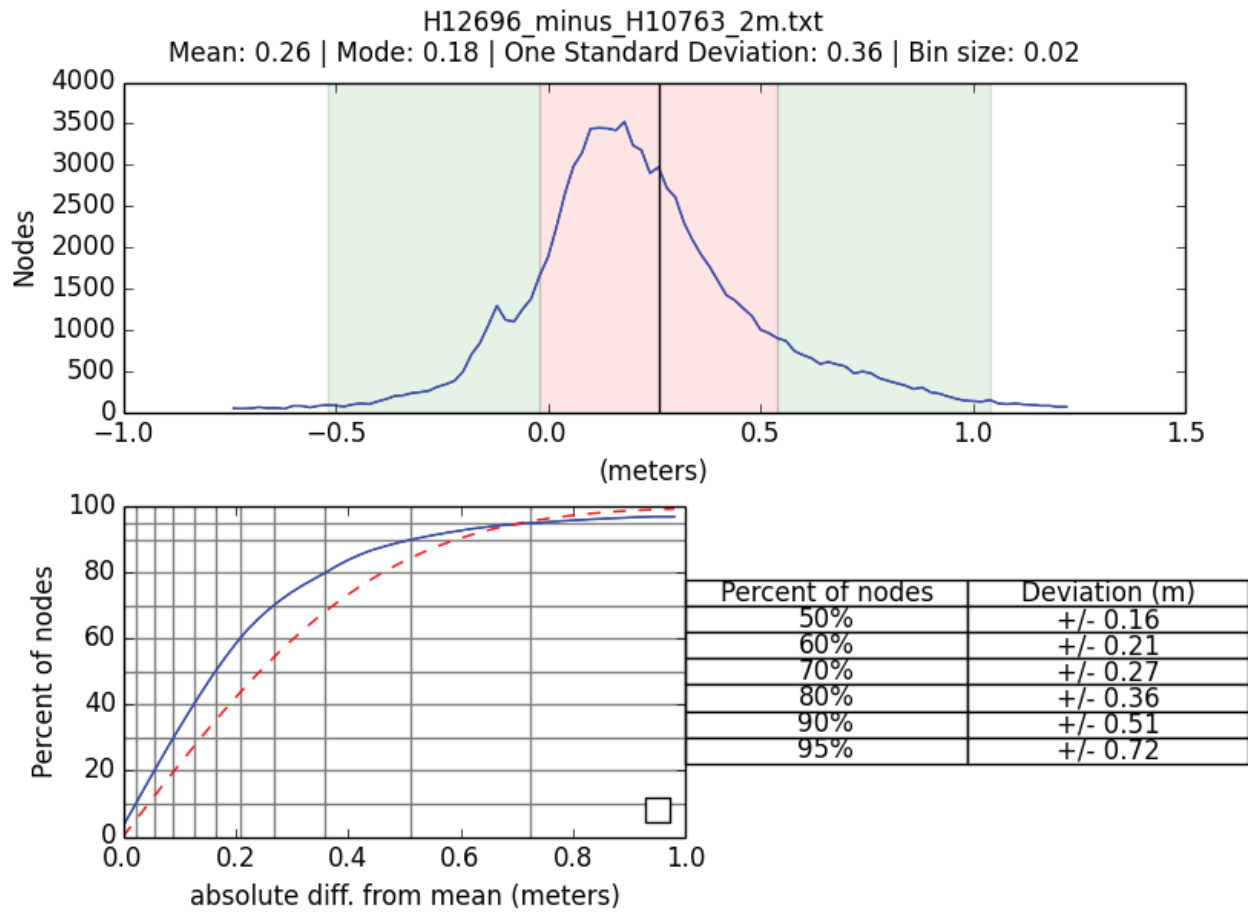 H12696_minus_H10763_2m.txt
Mean: 0.26 | Mode: 0.18 | One Standard Deviation: 0.36 | Bin size: 0.02
4000
3500
3000
2500
2000
1500
1000
500
0
Nodes
−1.0 −0.5 0.0 0.5 1.0 1.5
(meters)
100
80
60
40
20
0
Percent of nodes
0.0 0.2 0.4 0.6 0.8 1.0
absolute diff. from mean (meters)
Percent of nodes Deviation (m)
50% +/- 0.16
60% +/- 0.21
70% +/- 0.27
80% +/- 0.36
90% +/- 0.51
95% +/- 0.72